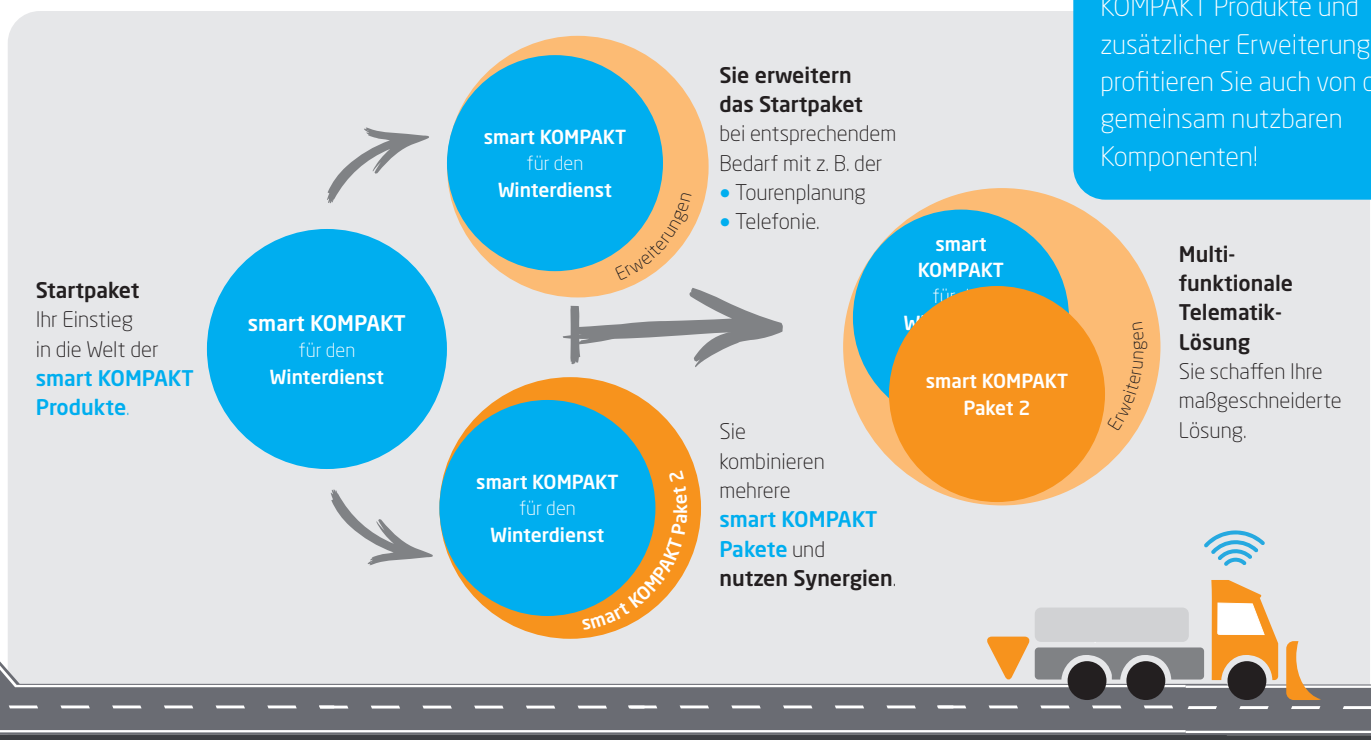 KOMPAKT Produkte und
zusätzlicher Erweiterung
profitieren Sie auch von
gemeinsam nutzbaren
Komponenten!
Startpaket
Ihr Einstieg
in die Welt der
smart KOMPAKT
Produkte.
smart KOMPAKT
für den
Winterdienst
smart KOMPAKT
für den
Winterdienst
Erweiterungen
Sie erweitern
das Startpaket
bei entsprechendem
Bedarf mit z. B. der
• Tourenplanung
• Telefonie.
smart KOMPAKT
für den
Winterdienst
smart KOMPAKT Paket 2
Sie
kombinieren
mehrere
smart KOMPAKT
Pakete und
nutzen Synergien.
smart
KOMPAKT
für
smart KOMPAKT
Paket 2
Erweiterungen
Multi-
funktionale
Telematik-
Lösung
Sie schaffen Ihre
maßgeschneiderte
Lösung.